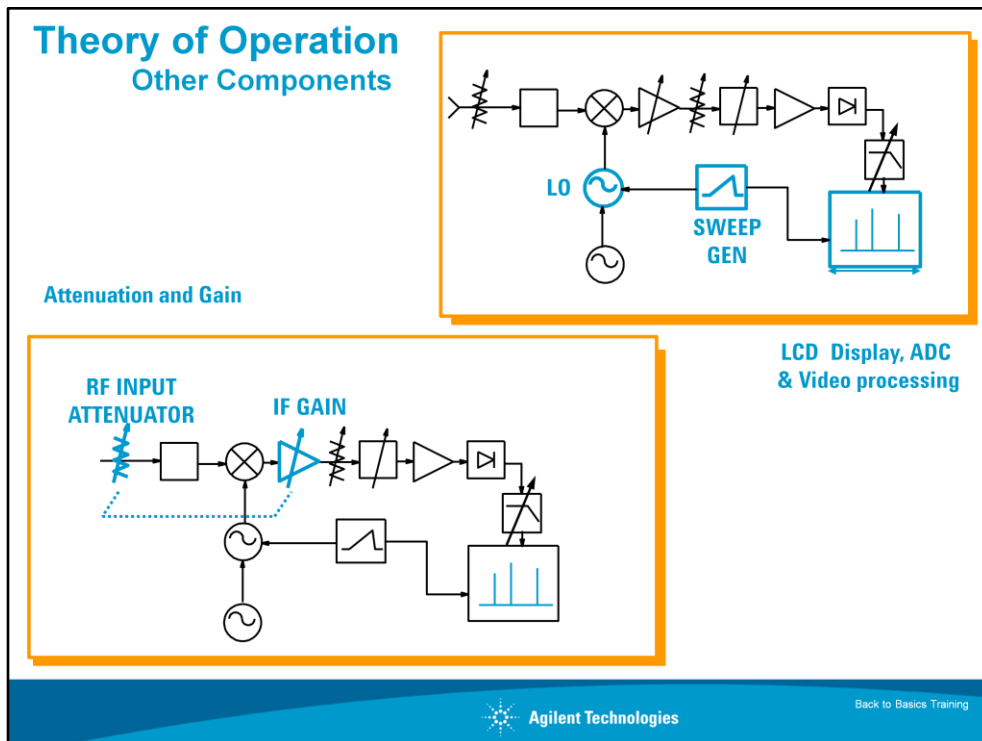 Theory of Operation
Other Components
LO
SWEEP
GEN
Attenuation and Gain
LCD Display, ADC
& Video processing
RF INPUT
ATTENUATOR
IF GAIN
Agilent Technologies
Back to Basics Training